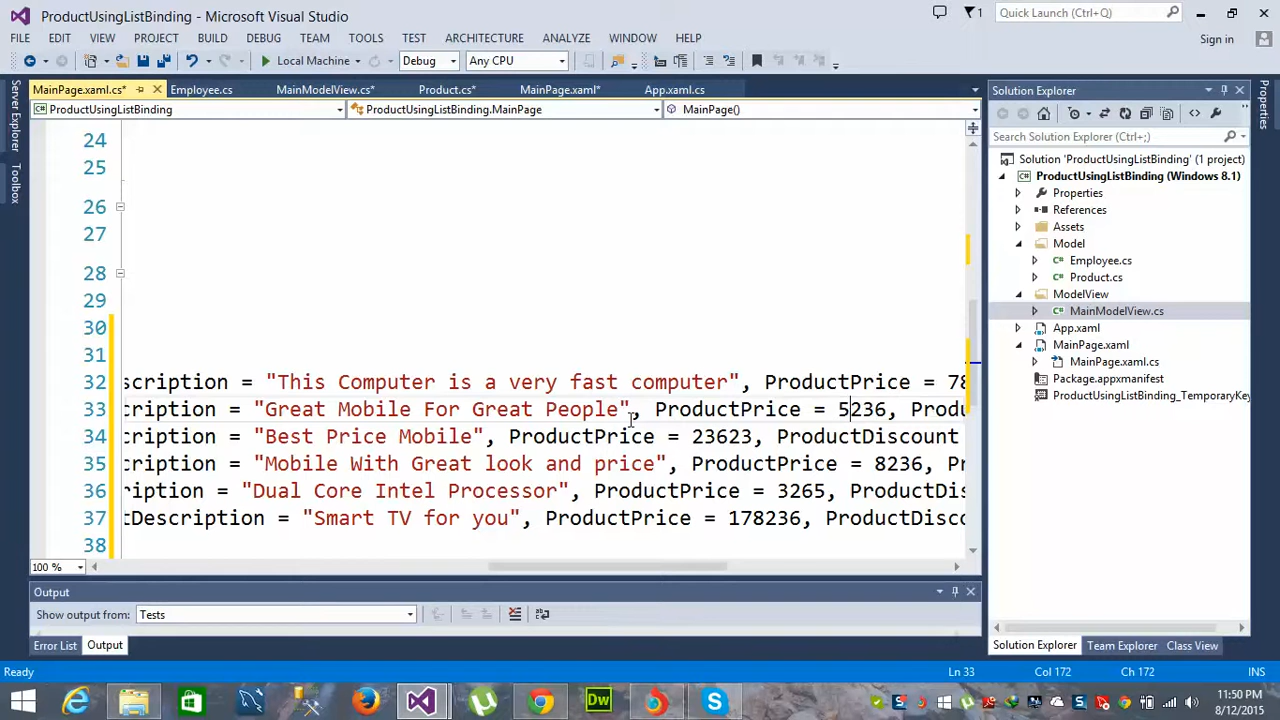 ProductUsingListBinding - Microsoft Visual Studio
1
Quick Launch (Ctrl+Q)
FILE EDIT VIEW PROJECT BUILD DEBUG TEAM TOOLS TEST ARCHITECTURE ANALYZE WINDOW HELP
Sign in
Local Machine Debug Any CPU
Server Explorer
Toolbox
MainPage.xaml.cs* Employee.cs MainModelView.cs* Product.cs* MainPage.xaml* App.xaml.cs
ProductUsingListBinding ProductUsingListBinding.MainPage MainPage()
24
25
26
27
28
29
30
31
32 scription = "This Computer is a very fast computer", ProductPrice = 78
33 cription = "Great Mobile For Great People", ProductPrice = 5236, Produ
34 cription = "Best Price Mobile", ProductPrice = 23623, ProductDiscount
35 cription = "Mobile With Great look and price", ProductPrice = 8236, Pr
36 ription = "Dual Core Intel Processor", ProductPrice = 3265, ProductDis
37 tDescription = "Smart TV for you", ProductPrice = 178236, ProductDisco
38
100 %
Output
Show output from: Tests
Error List Output
Solution Explorer
Search Solution Explorer (Ctrl+;)
Solution 'ProductUsingListBinding' (1 project)
ProductUsingListBinding (Windows 8.1)
Properties
References
Assets
Model
Employee.cs
Product.cs
ModelView
MainModelView.cs
App.xaml
MainPage.xaml
MainPage.xaml.cs
Package.appxmanifest
ProductUsingListBinding_TemporaryKey
Solution Explorer Team Explorer Class View
Properties
Ready Ln 33 Col 172 Ch 172 INS
Dw
11:50 PM
8/12/2015